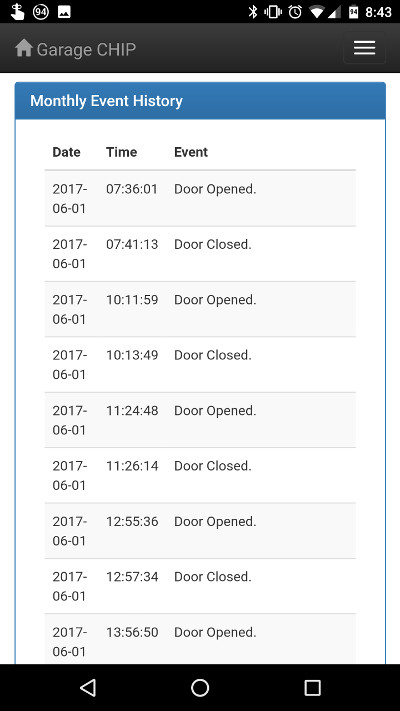 94 94 8:43
Garage CHIP
Monthly Event History
Date Time Event
2017- 07:36:01 Door Opened.
06-01
2017- 07:41:13 Door Closed.
06-01
2017- 10:11:59 Door Opened.
06-01
2017- 10:13:49 Door Closed.
06-01
2017- 11:24:48 Door Opened.
06-01
2017- 11:26:14 Door Closed.
06-01
2017- 12:55:36 Door Opened.
06-01
2017- 12:57:34 Door Closed.
06-01
2017- 13:56:50 Door Opened.
06-01